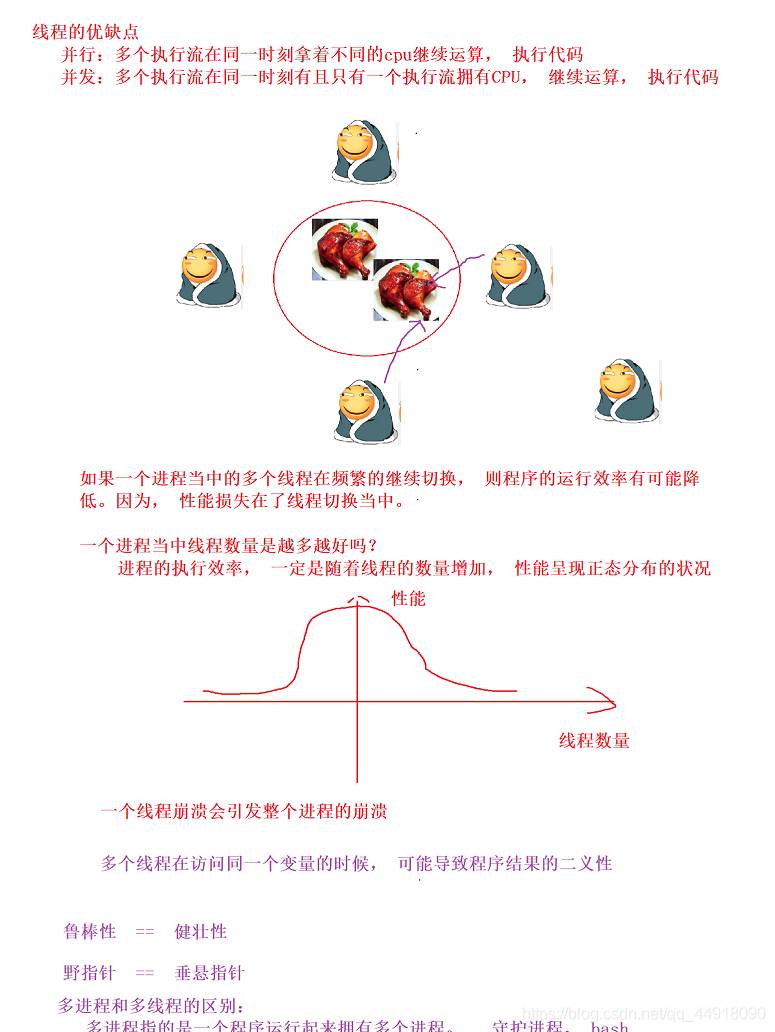 线程的优缺点
并行：多个执行流在同一时刻拿着不同的cpu继续运算， 执行代码
并发：多个执行流在同一时刻有且只有一个执行流拥有CPU， 继续运算， 执行代码
如果一个进程当中的多个线程在频繁的继续切换， 则程序的运行效率有可能降
低。因为， 性能损失在了线程切换当中。
一个进程当中线程数量是越多越好吗？
进程的执行效率， 一定是随着线程的数量增加， 性能呈现正态分布的状况
性能
线程数量
一个线程崩溃会引发整个进程的崩溃
多个线程在访问同一个变量的时候， 可能导致程序结果的二义性
鲁棒性 == 健壮性
野指针 == 垂悬指针
多进程和多线程的区别：
多进程指的是一个程序运行起来拥有多个进程。 守护进程， bash
https://blog.csdn.net/qq_44918090